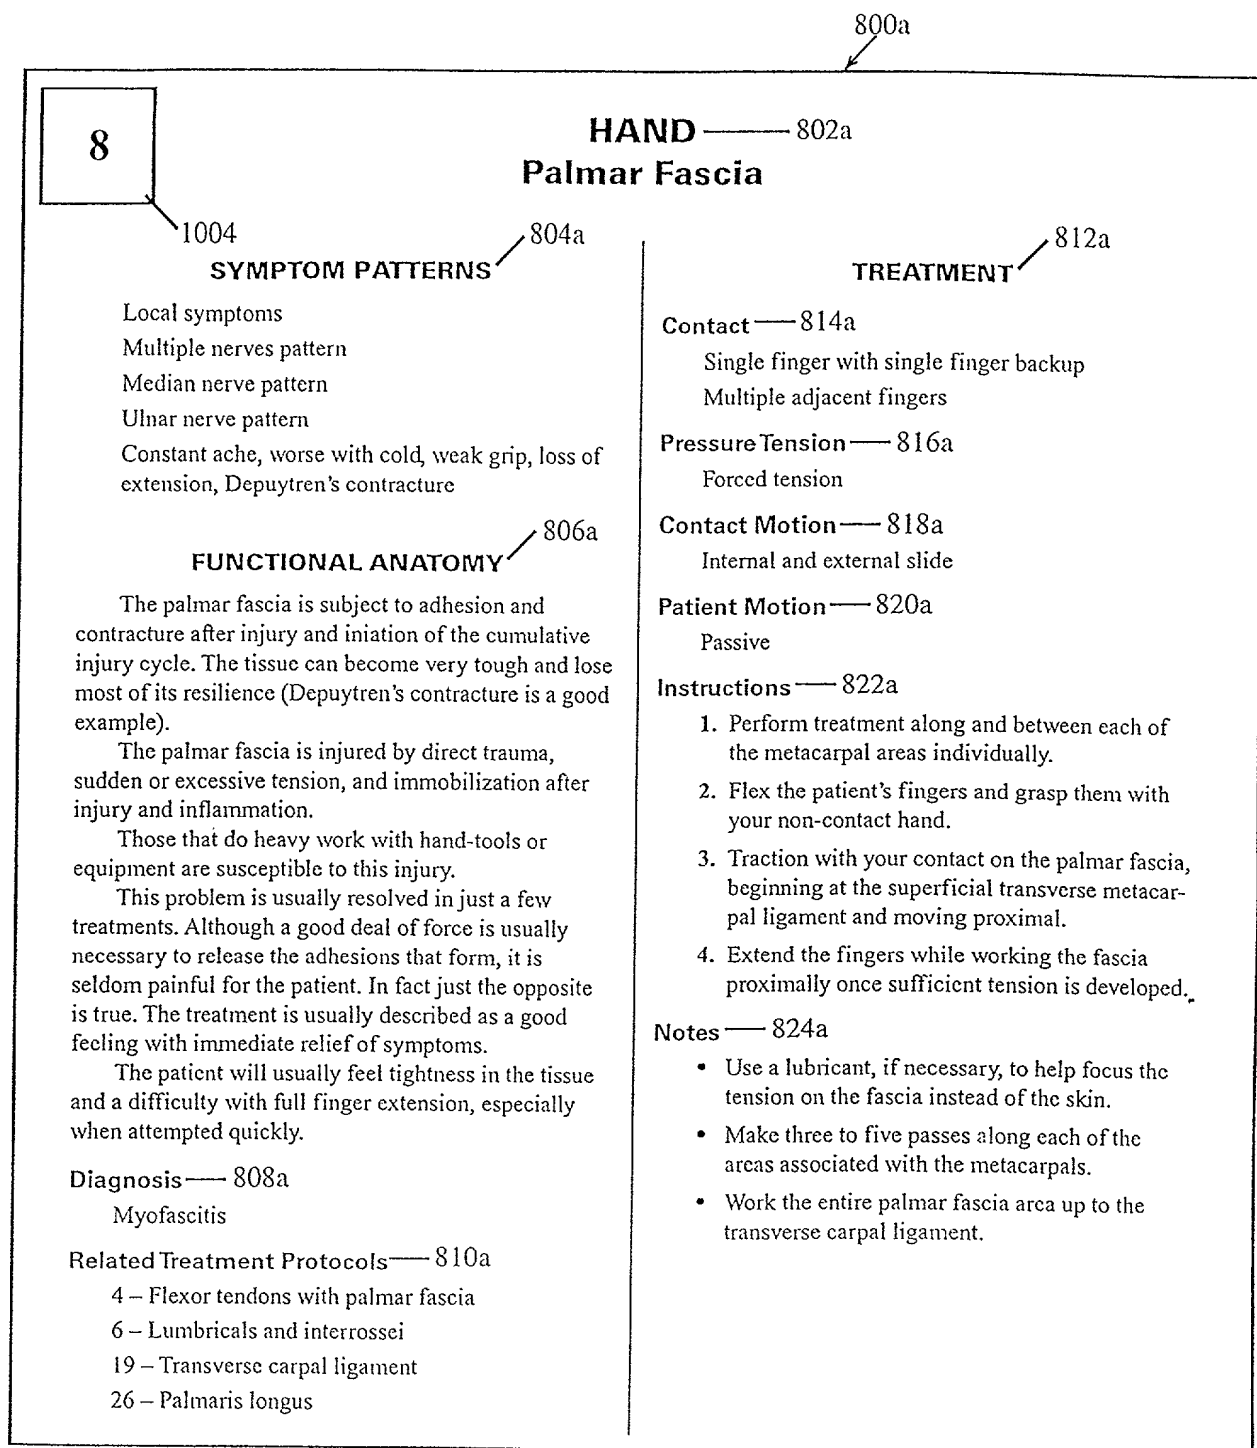 800a
8
HAND 802a
Palmar Fascia
1004
804a
SYMPTOM PATTERNS
Local symptoms
Multiple nerves pattern
Median nerve pattern
Ulnar nerve pattern
Constant ache, worse with cold, weak grip, loss of
extension, Depuytren's contracture
806a
FUNCTIONAL ANATOMY
The palmar fascia is subject to adhesion and
contracture after injury and iniation of the cumulative
injury cycle. The tissue can become very tough and lose
most of its resilience (Depuytren's contracture is a good
example).
The palmar fascia is injured by direct trauma,
sudden or excessive tension, and immobilization after
injury and inflammation.
Those that do heavy work with hand-tools or
equipment are susceptible to this injury.
This problem is usually resolved in just a few
treatments. Although a good deal of force is usually
necessary to release the adhesions that form, it is
seldom painful for the patient. In fact just the opposite
is true. The treatment is usually described as a good
feeling with immediate relief of symptoms.
The patient will usually feel tightness in the tissue
and a difficulty with full finger extension, especially
when attempted quickly.
Diagnosis 808a
Myofascitis
Related Treatment Protocols 810a
4 – Flexor tendons with palmar fascia
6 – Lumbricals and interrossei
19 – Transverse carpal ligament
26 – Palmaris longus
812a
TREATMENT
Contact 814a
Single finger with single finger backup
Multiple adjacent fingers
Pressure Tension 816a
Forced tension
Contact Motion 818a
Internal and external slide
Patient Motion 820a
Passive
Instructions 822a
1. Perform treatment along and between each of
the metacarpal areas individually.
2. Flex the patient's fingers and grasp them with
your non-contact hand.
3. Traction with your contact on the palmar fascia,
beginning at the superficial transverse metacar-
pal ligament and moving proximal.
4. Extend the fingers while working the fascia
proximally once sufficient tension is developed.
Notes 824a
• Use a lubricant, if necessary, to help focus the
tension on the fascia instead of the skin.
• Make three to five passes along each of the
areas associated with the metacarpals.
• Work the entire palmar fascia area up to the
transverse carpal ligament.